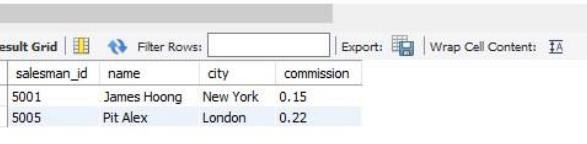 esult Grid Filter Rows: Export: Wrap Cell Content: IA
salesman_id name city commission
5001 James Hoong New York 0.15
5005 Pit Alex London 0.22